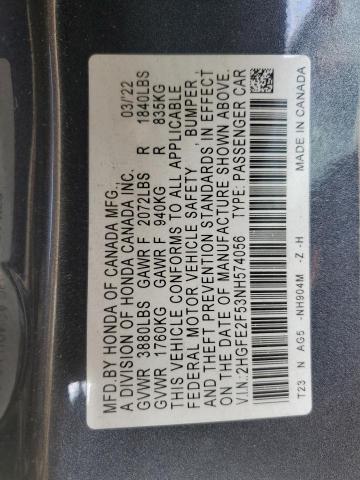 MFD.BY HONDA OF CANADA MFG. 03/'22
A DIVISION OF HONDA CANADA INC.
GVWR 3880LBS GAWR F 2072LBS R 1840LBS
GVWR 1760KG GAWR F 940KG R 835KG
THIS VEHICLE CONFORMS TO ALL APPLICABLE
FEDERAL MOTOR VEHICLE SAFETY BUMPER,
AND THEFT PREVENTION STANDARDS IN EFFECT
ON THE DATE OF MANUFACTURE SHOWN ABOVE.
V.I.N.:2HGFE2F53NH574056 TYPE: PASSENGER CAR
T23 N AG5 -NH904M -Z -H MADE IN CANADA